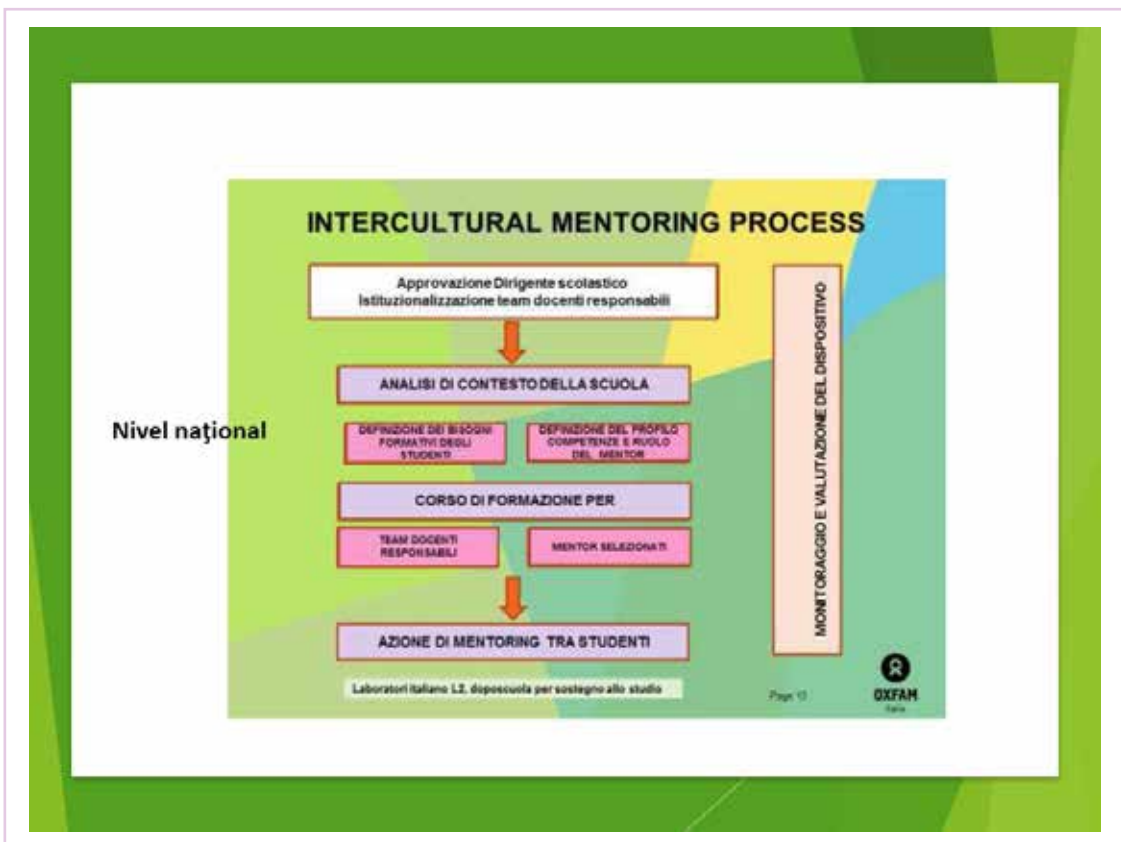 Nivel naţional
INTERCULTURAL MENTORING PROCESS
Approvazione Dirigente scolastico
Istituzionalizzazione team docenti responsabili
ANALISI DI CONTESTO DELLA SCUOLA
DEFINIZIONE DEI BISOGNI
FORMATIVI DEGLI
STUDENTI
DEFINIZIONE DEL PROFILO
COMPETENZE E RUOLO
DEL MENTOR
CORSO DI FORMAZIONE PER
TEAM DOCENTI
RESPONSABILI
MENTOR SELEZIONATI
AZIONE DI MENTORING TRA STUDENTI
Laboratori italiano L2, doposcuola per sostegno allo studio
MONITORAGGIO E VALUTAZIONE DEL DISPOSITIVO
Page
OXFAM
Italia